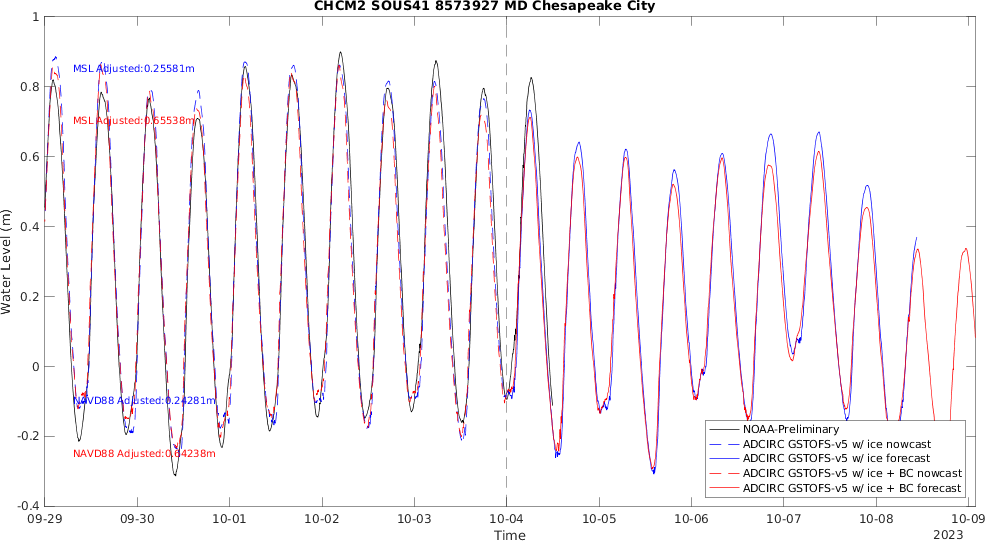 CHCM2 SOUS41 8573927 MD Chesapeake City
1
0.8
0.6
0.4
0.2
0
-0.2
-0.4
Water Level (m)
MSL Adjusted:0.25581m
MSL Adjusted:0.65538m
NAVD88 Adjusted:0.24281m
NAVD88 Adjusted:0.64238m
NOAA-Preliminary
ADCIRC GSTOFS-v5 w/ ice nowcast
ADCIRC GSTOFS-v5 w/ ice forecast
ADCIRC GSTOFS-v5 w/ ice + BC nowcast
ADCIRC GSTOFS-v5 w/ ice + BC forecast
09-29 09-30 10-01 10-02 10-03 10-04 10-05 10-06 10-07 10-08 10-09
Time
2023